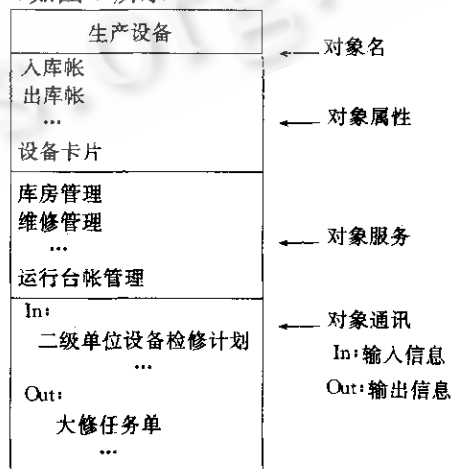 生产设备
对象名
入库帐
出库帐
...
对象属性
设备卡片
库房管理
维修管理
...
对象服务
运行台帐管理
In:
对象通讯
二级单位设备检修计划
In:输入信息
...
Out:
Out:输出信息
大修任务单
...